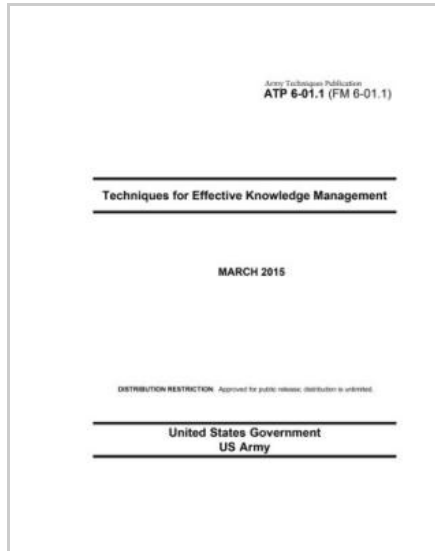 Army Techniques Publication
ATP 6-01.1 (FM 6-01.1)
Techniques for Effective Knowledge Management
MARCH 2015
DISTRIBUTION RESTRICTION: Approved for public release; distribution is unlimited.
United States Government
US Army